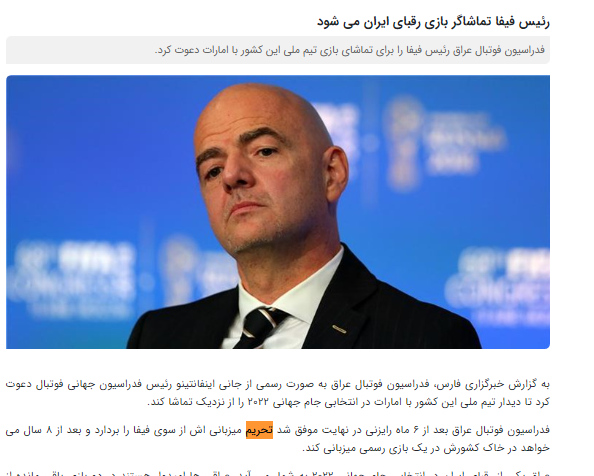 رئیس فیفا تماشاگر بازی رقبای ایران می شود
فدراسیون فوتبال عراق رئیس فیفا را برای تماشای بازی تیم ملی این کشور با امارات دعوت کرد.
به گزارش خبرگزاری فارس، فدراسیون فوتبال عراق به صورت رسمی از جانی اینفانتینو رئیس فدراسیون جهانی فوتبال دعوت
کرد تا دیدار تیم ملی این کشور با امارات در انتخابی جام جهانی ۲۰۲۲ را از نزدیک تماشا کند.
فدراسیون فوتبال عراق بعد از ۶ ماه رایزنی در نهایت موفق شد تحریم میزبانی اش از سوی فیفا را بردارد و بعد از ۸ سال می
خواهد در خاک کشورش در یک بازی رسمی میزبانی کند.